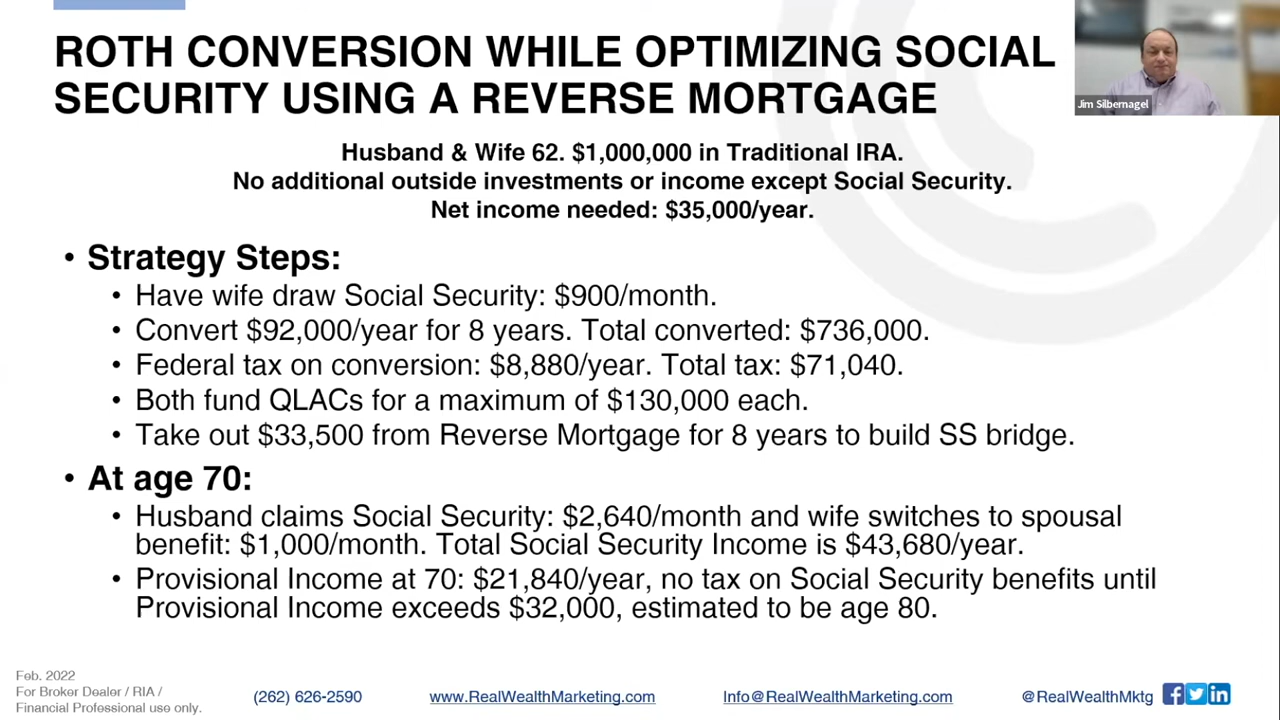 ROTH CONVERSION WHILE OPTIMIZING SOCIAL
SECURITY USING A REVERSE MORTGAGE
Jim Silbernagel
Husband & Wife 62. $1,000,000 in Traditional IRA.
No additional outside investments or income except Social Security.
Net income needed: $35,000/year.
• Strategy Steps:
• Have wife draw Social Security: $900/month.
• Convert $92,000/year for 8 years. Total converted: $736,000.
• Federal tax on conversion: $8,880/year. Total tax: $71,040.
• Both fund QLACs for a maximum of $130,000 each.
• Take out $33,500 from Reverse Mortgage for 8 years to build SS bridge.
• At age 70:
• Husband claims Social Security: $2,640/month and wife switches to spousal
benefit: $1,000/month. Total Social Security Income is $43,680/year.
• Provisional Income at 70: $21,840/year, no tax on Social Security benefits until
Provisional Income exceeds $32,000, estimated to be age 80.
Feb. 2022
For Broker Dealer / RIA /
Financial Professional use only.
(262) 626-2590
www.RealWealthMarketing.com
Info@RealWealthMarketing.com
@RealWealthMktg